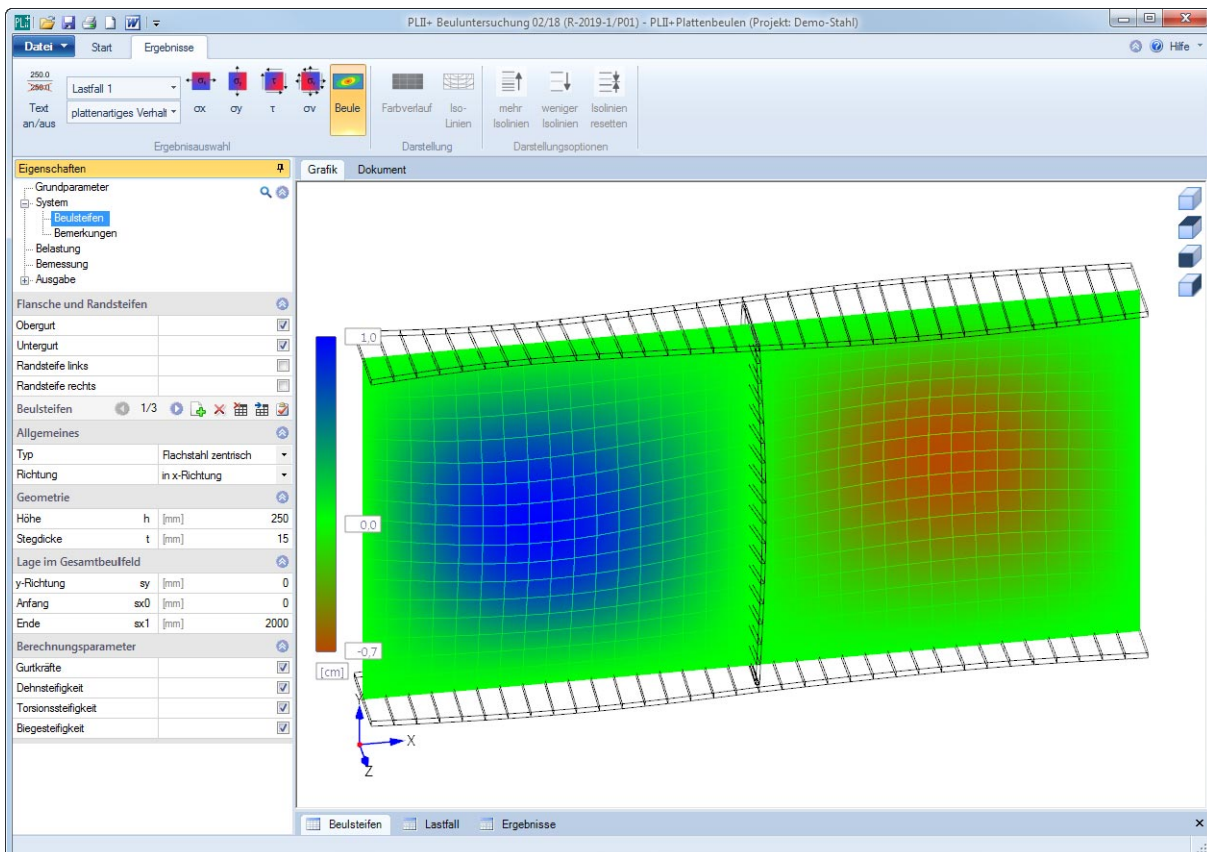 PLII+ Beuluntersuchung 02/18 (R-2019-1/P01) - PLII+Plattenbeulen (Projekt: Demo-Stahl)
Datei Start Ergebnisse Hilfe
250.0
250.0
Text an/aus
Lastfall 1
plattenartiges Verhalt
σx σy τ σv Beule
Farbverlauf Iso-Linien
mehr Isolinien weniger Isolinien Isolinien resetten
Ergebnisauswahl Darstellung Darstellungsoptionen
Eigenschaften
Grundparameter
System
Beulsteifen
Bemerkungen
Belastung
Bemessung
Ausgabe
Flansche und Randsteifen
Obergurt
Untergurt
Randsteife links
Randsteife rechts
Beulsteifen 1/3
Allgemeines
Typ Flachstahl zentrisch
Richtung in x-Richtung
Geometrie
Höhe h [mm] 250
Stegdicke t [mm] 15
Lage im Gesamtbeulfeld
y-Richtung sy [mm] 0
Anfang sx0 [mm] 0
Ende sx1 [mm] 2000
Berechnungsparameter
Gurtkräfte
Dehnsteifigkeit
Torsionssteifigkeit
Biegesteifigkeit
Grafik Dokument
1,0
0,0
-0,7
[cm]
Y
X
Z
Beulsteifen Lastfall Ergebnisse